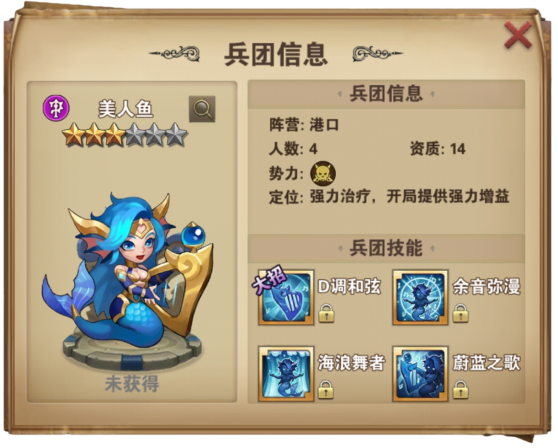 兵团信息
美人鱼
未获得
兵团信息
阵营: 港口
人数: 4 资质: 14
势力:
定位: 强力治疗，开局提供强力增益
兵团技能
大招
D调和弦 余音弥漫
海浪舞者 蔚蓝之歌